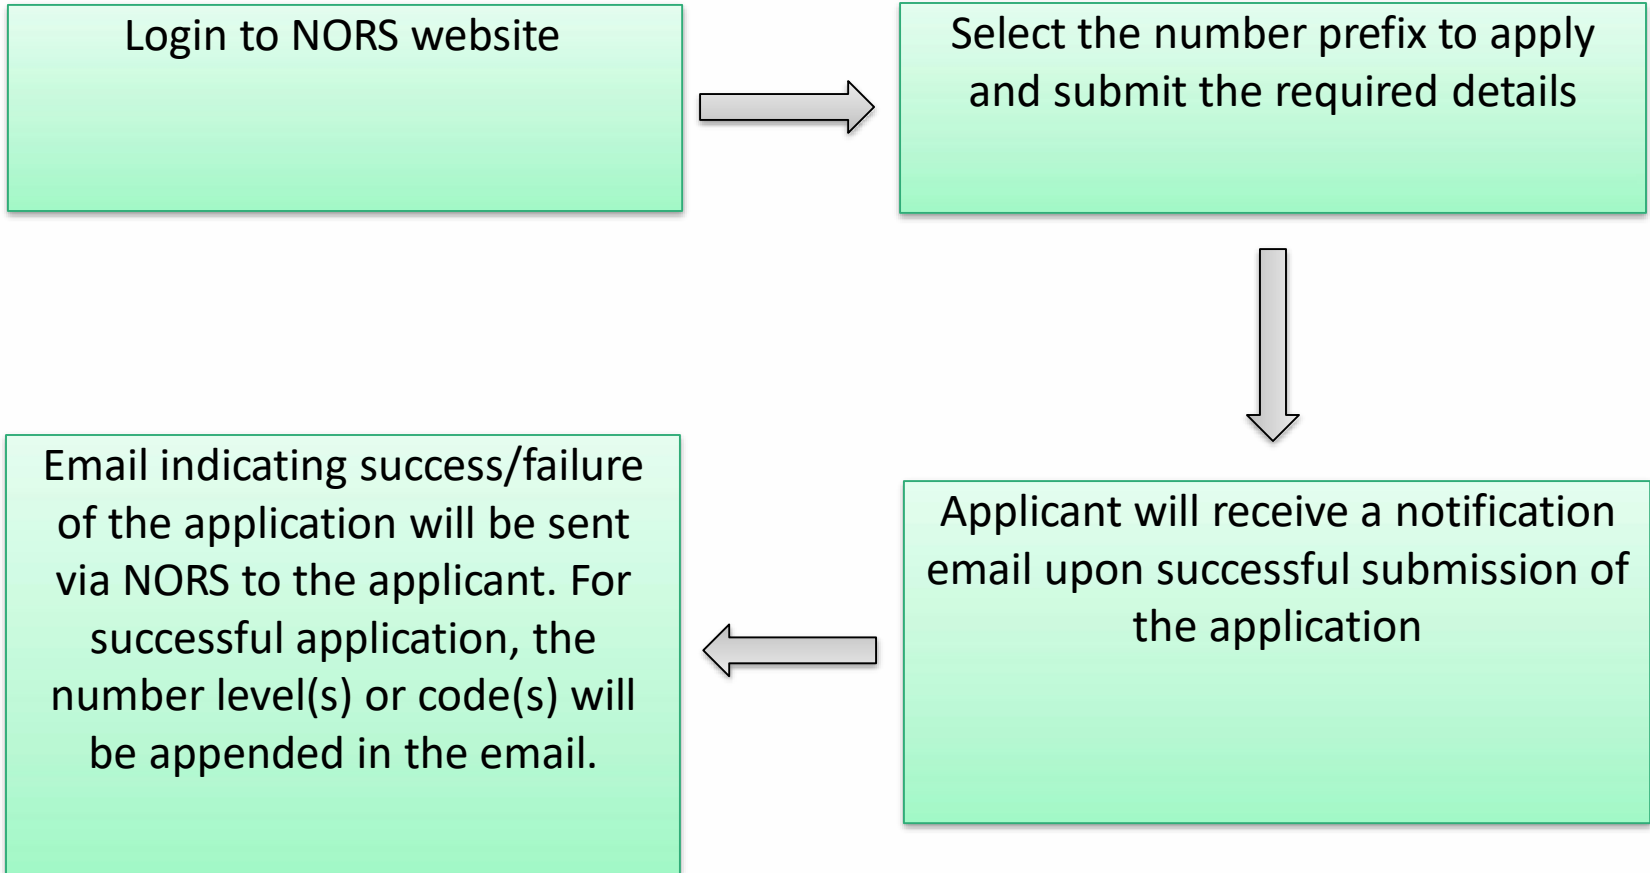 Login to NORS website
Select the number prefix to apply
and submit the required details
Applicant will receive a notification
email upon successful submission of
the application
Email indicating success/failure
of the application will be sent
via NORS to the applicant. For
successful application, the
number level(s) or code(s) will
be appended in the email.